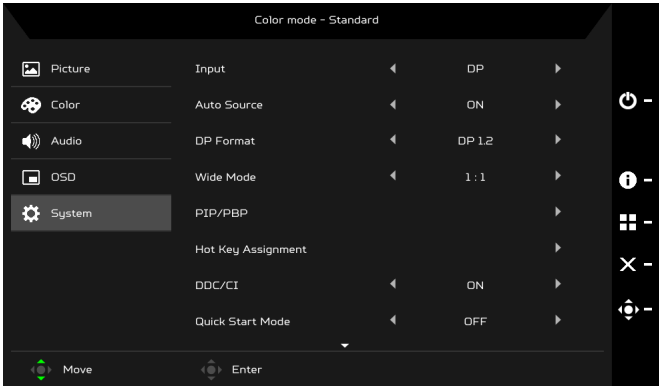 Color mode - Standard
Picture
Input DP
Color
Auto Source ON
Audio
DP Format DP 1.2
OSD
Wide Mode 1 : 1
System
PIP/PBP
Hot Key Assignment
DDC/CI ON
Quick Start Mode OFF
Move
Enter